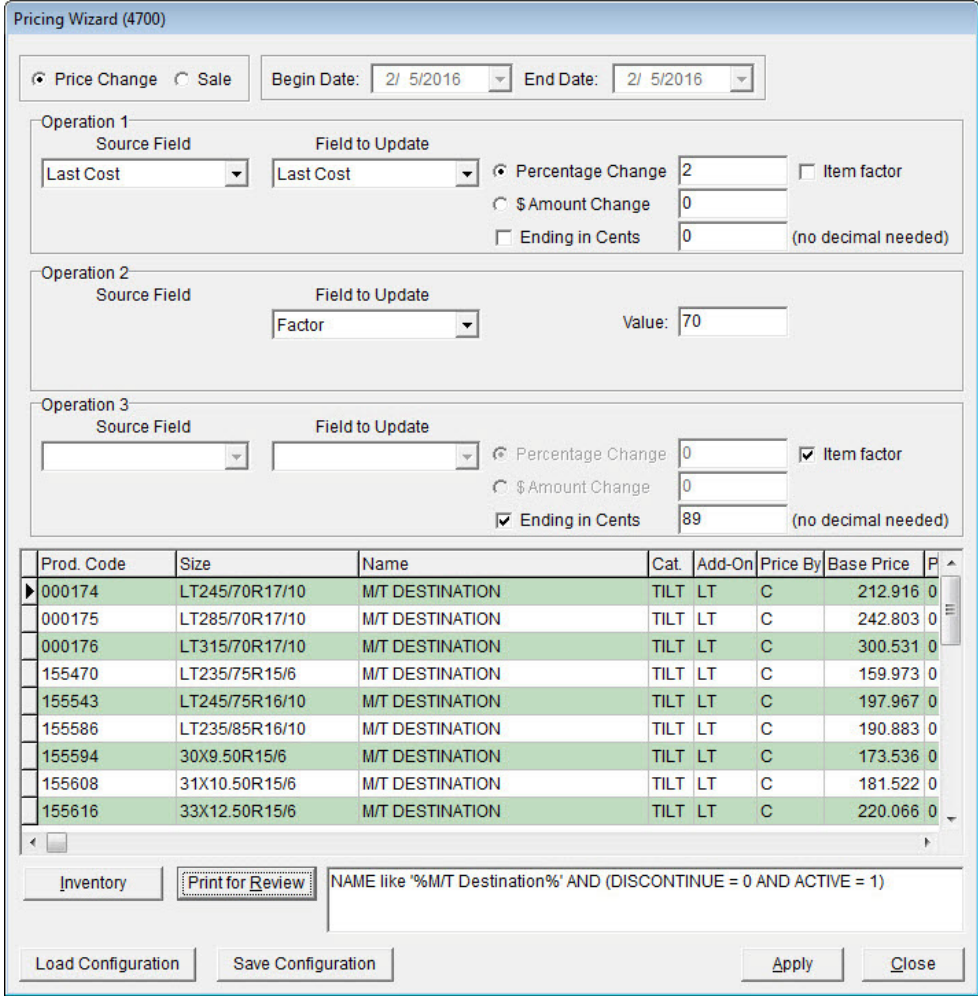 Pricing Wizard (4700)
Price Change Sale Begin Date: 2/ 5/2016 End Date: 2/ 5/2016
Operation 1
Source Field Field to Update
Last Cost Last Cost Percentage Change 2 Item factor
$ Amount Change 0
Ending in Cents 0 (no decimal needed)
Operation 2
Source Field Field to Update
Factor Value: 70
Operation 3
Source Field Field to Update
Percentage Change 0 Item factor
$ Amount Change 0
Ending in Cents 89 (no decimal needed)
Prod. Code Size Name Cat. Add-On Price By Base Price P
000174 LT245/70R17/10 M/T DESTINATION TILT LT C 212.916 0
000175 LT285/70R17/10 M/T DESTINATION TILT LT C 242.803 0
000176 LT315/70R17/10 M/T DESTINATION TILT LT C 300.531 0
155470 LT235/75R15/6 M/T DESTINATION TILT LT C 159.973 0
155543 LT245/75R16/10 M/T DESTINATION TILT LT C 197.967 0
155586 LT235/85R16/10 M/T DESTINATION TILT LT C 190.883 0
155594 30X9.50R15/6 M/T DESTINATION TILT LT C 173.536 0
155608 31X10.50R15/6 M/T DESTINATION TILT LT C 181.522 0
155616 33X12.50R15/6 M/T DESTINATION TILT LT C 220.066 0
Inventory Print for Review NAME like '%M/T Destination%' AND (DISCONTINUE = 0 AND ACTIVE = 1)
Load Configuration Save Configuration Apply Close